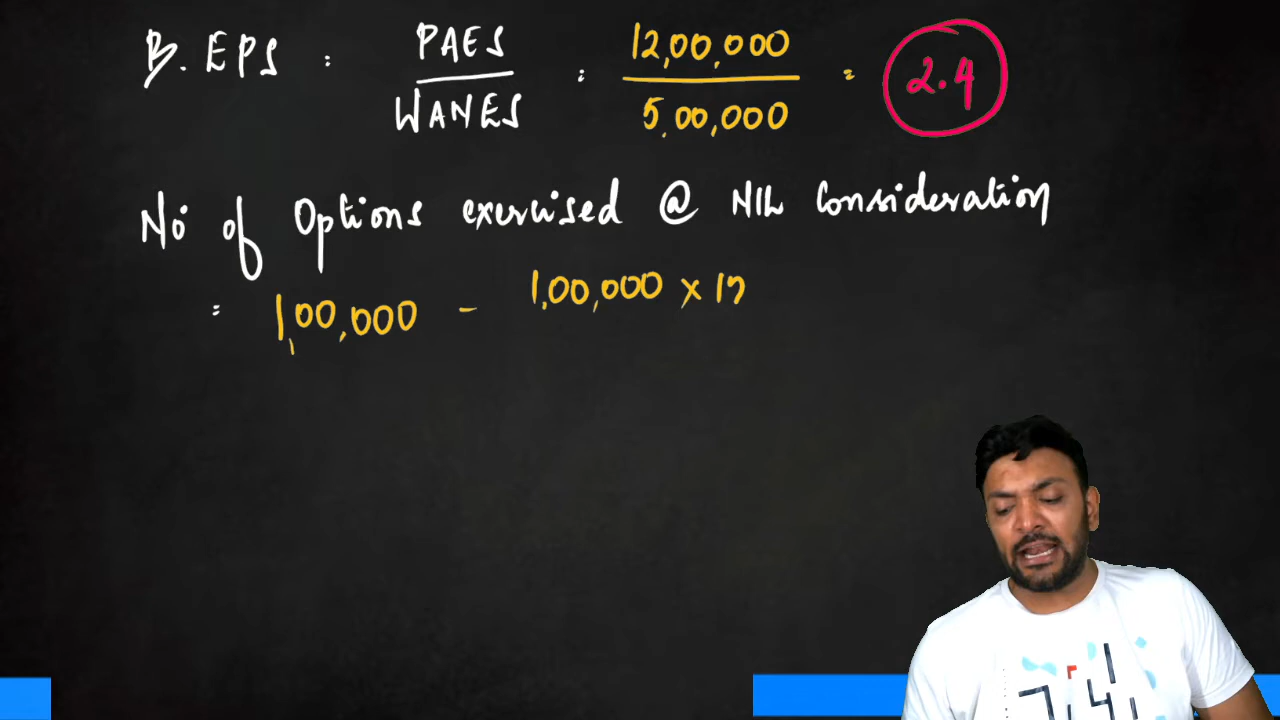 B. EPS : PAES : 12,00,000 = 2.4
WANES 5,00,000
No of Options exercised @ NIL Consideration
= 1,00,000 - 1,00,000 x